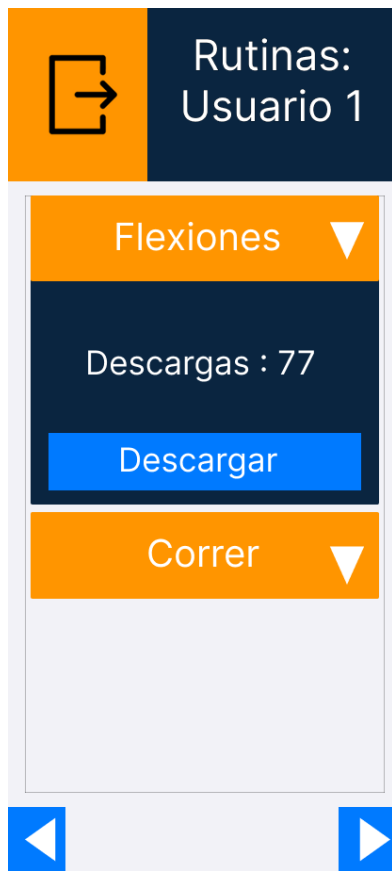 Rutinas:
Usuario 1
Flexiones
Descargas : 77
Descargar
Correr